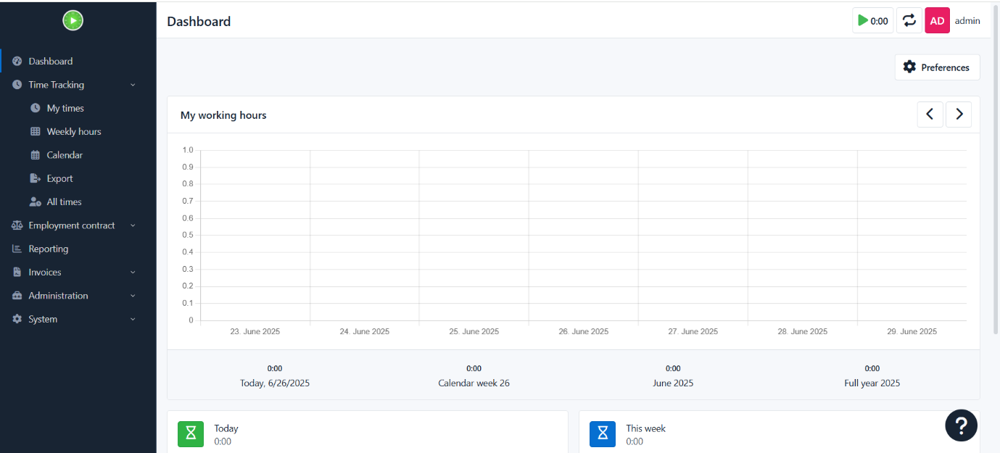 Dashboard
0:00
AD
admin
Dashboard
Time Tracking
My times
Weekly hours
Calendar
Export
All times
Employment contract
Reporting
Invoices
Administration
System
Preferences
My working hours
1.0
0.9
0.8
0.7
0.6
0.5
0.4
0.3
0.2
0.1
0
23. June 2025
24. June 2025
25. June 2025
26. June 2025
27. June 2025
28. June 2025
29. June 2025
0:00
Today, 6/26/2025
0:00
Calendar week 26
0:00
June 2025
0:00
Full year 2025
Today
0:00
This week
0:00
?